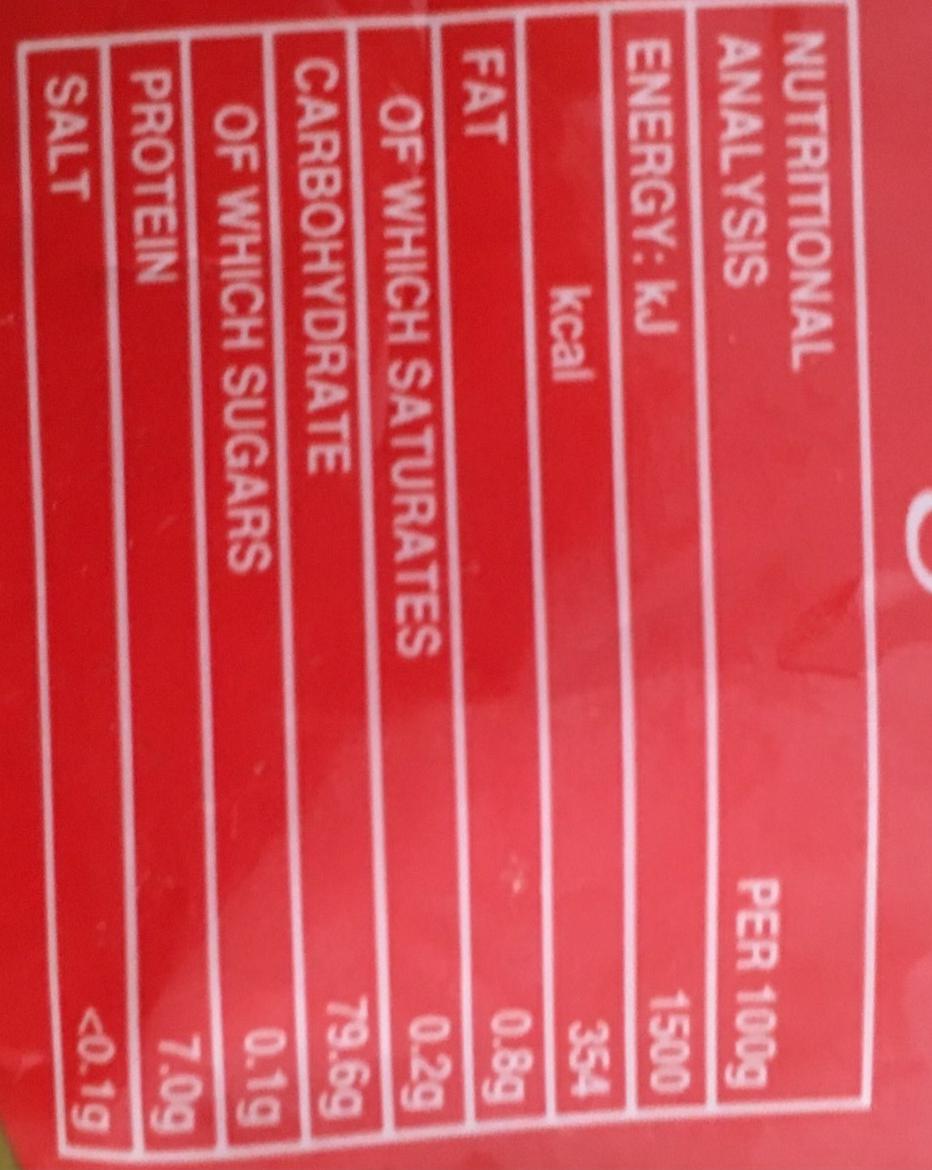 NUTRITIONAL
ANALYSIS PER 100g
ENERGY: kJ 1500
kcal 354
FAT 0.8g
OF WHICH SATURATES 0.2g
CARBOHYDRATE 79.6g
OF WHICH SUGARS 0.1g
PROTEIN 7.0g
SALT <0.1g